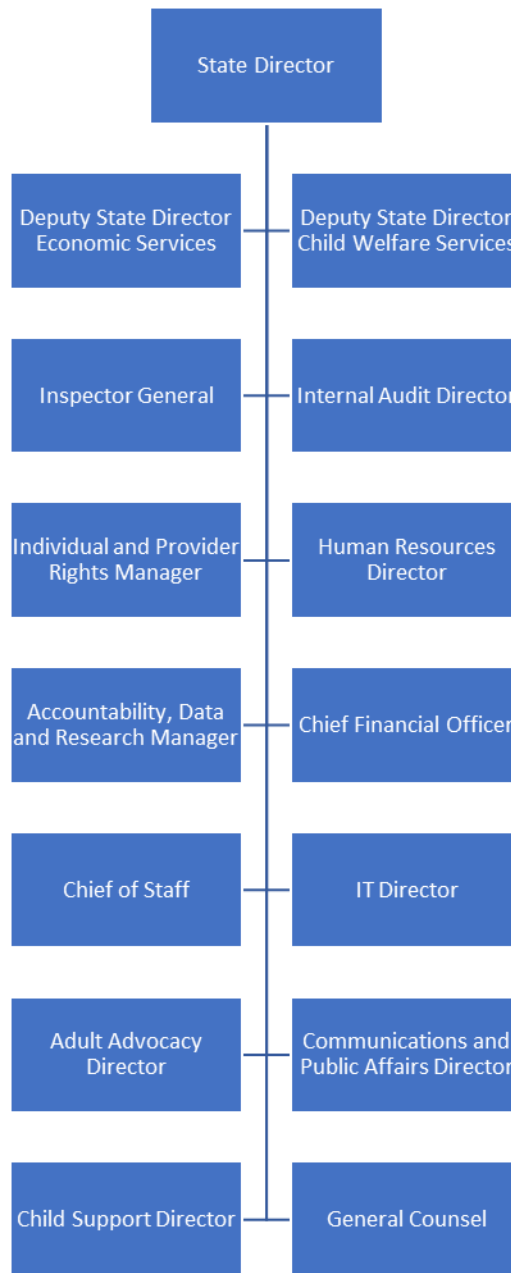 State Director
Deputy State Director
Economic Services
Deputy State Director
Child Welfare Services
Inspector General
Internal Audit Director
Individual and Provider
Rights Manager
Human Resources
Director
Accountability, Data
and Research Manager
Chief Financial Officer
Chief of Staff
IT Director
Adult Advocacy
Director
Communications and
Public Affairs Director
Child Support Director
General Counsel